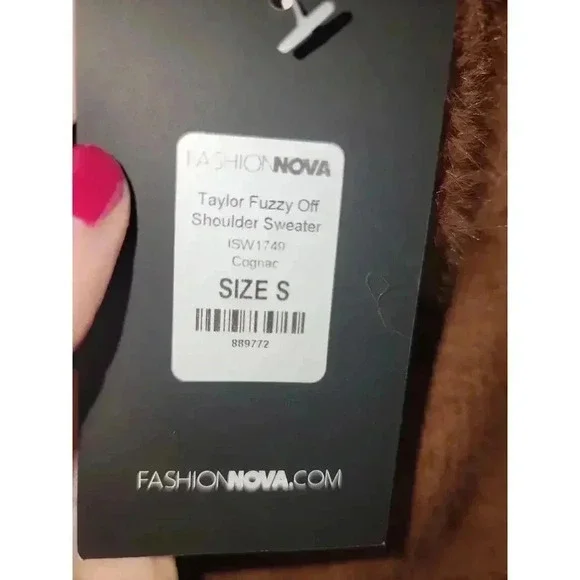 FASHIONNOVA
Taylor Fuzzy Off
Shoulder Sweater
ISW1749
Cognac
SIZE S
889772
FASHIONNOVA.COM